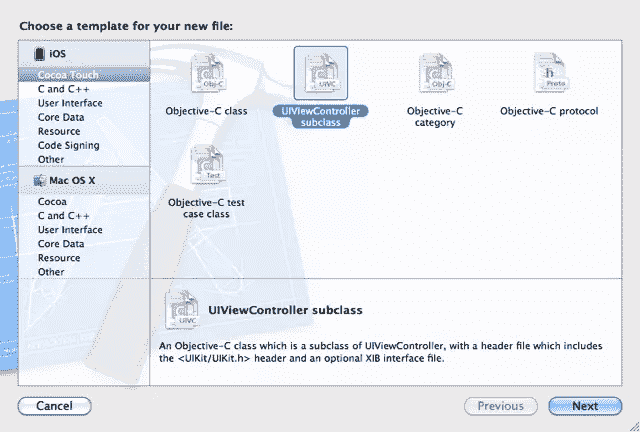 Choose a template for your new file:
iOS
Cocoa Touch
C and C++
User Interface
Core Data
Resource
Code Signing
Other
Mac OS X
Cocoa
C and C++
User Interface
Core Data
Resource
Other
Obj-C
Objective-C class
UIVC
UIViewController
subclass
Obj-C
Objective-C
category
h
Proto
Objective-C protocol
Test
Objective-C test
case class
UIVC
UIViewController subclass
An Objective-C class which is a subclass of UIViewController, with a header file which includes
the <UIKit/UIKit.h> header and an optional XIB interface file.
Cancel
Previous
Next